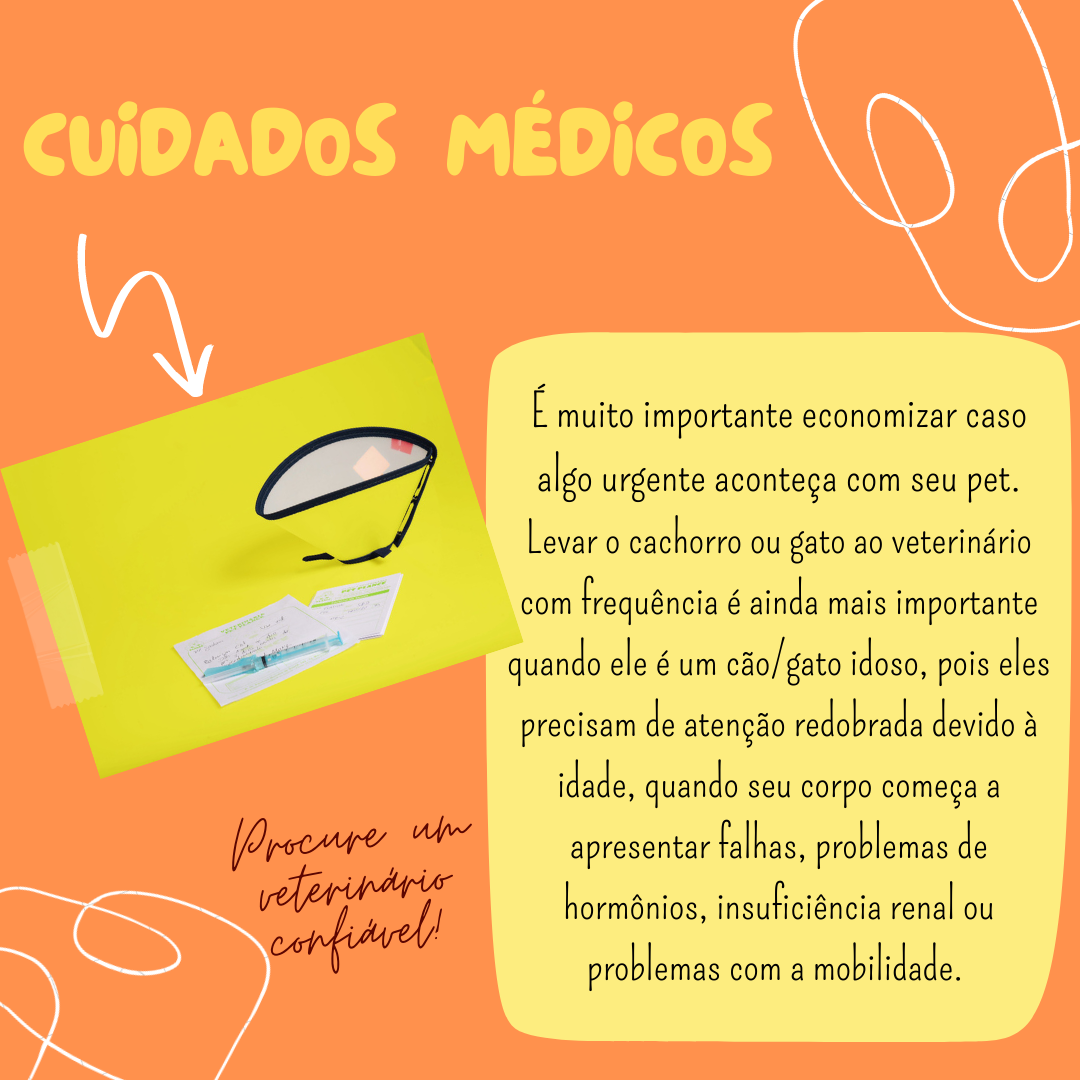 CUIDADOS MÉDICOS
É muito importante economizar caso
algo urgente aconteça com seu pet.
Levar o cachorro ou gato ao veterinário
com frequência é ainda mais importante
quando ele é um cão/gato idoso, pois eles
precisam de atenção redobrada devido à
idade, quando seu corpo começa a
apresentar falhas, problemas de
hormônios, insuficiência renal ou
problemas com a mobilidade.
Procure um
veterinário
confiável!